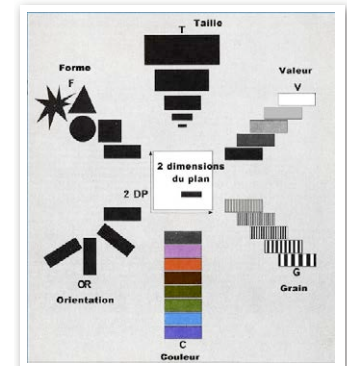 Taille
T
Forme
F
Valeur
V
2 dimensions
du plan
2 DP
OR
Orientation
G
Grain
C
Couleur